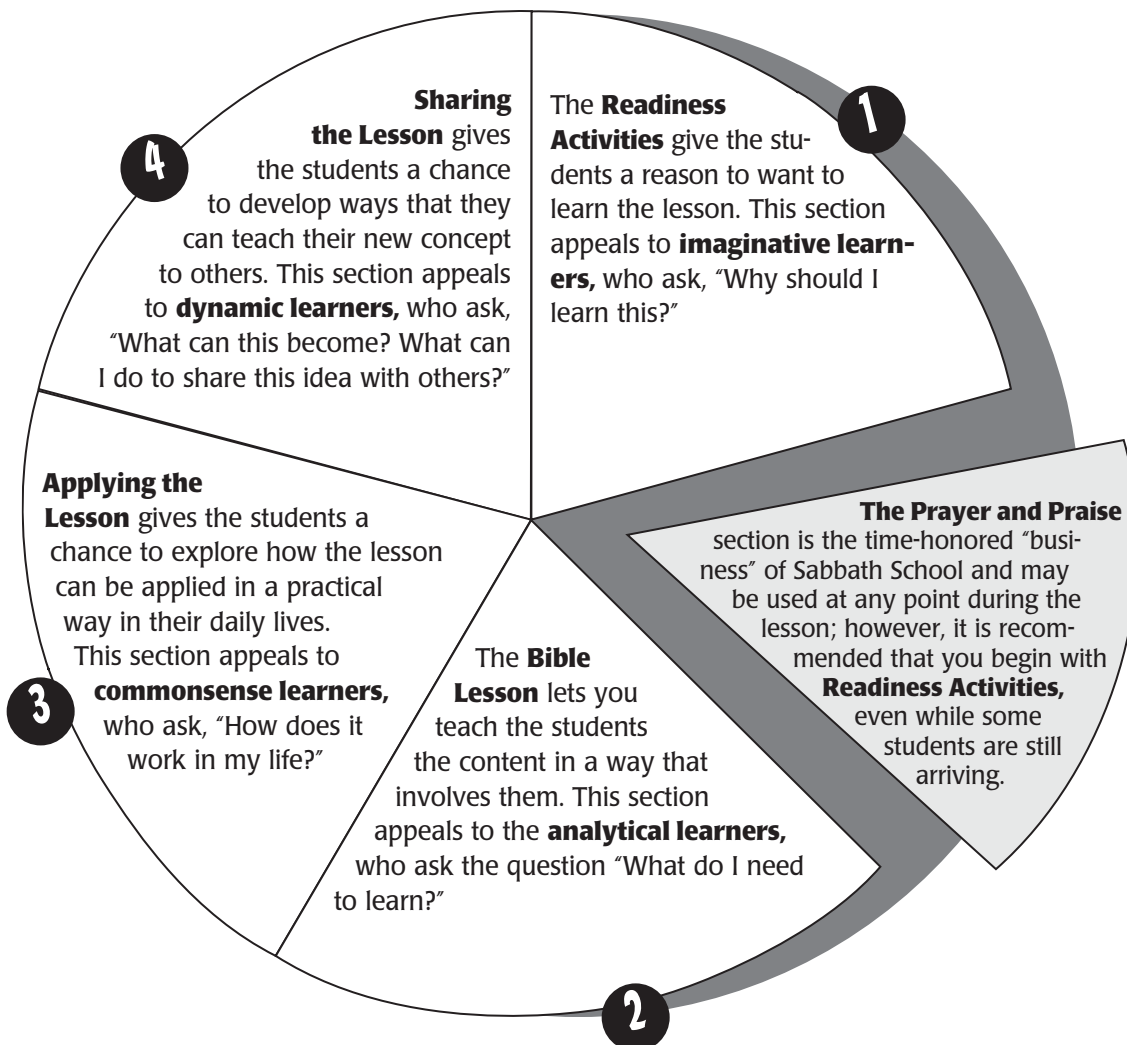 1
The Readiness
Activities give the stu-
dents a reason to want to
learn the lesson. This section
appeals to imaginative learn-
ers, who ask, “Why should I
learn this?”
The Prayer and Praise
section is the time-honored “busi-
ness” of Sabbath School and may
be used at any point during the
lesson; however, it is recom-
mended that you begin with
Readiness Activities,
even while some
students are still
arriving.
2
The Bible
Lesson lets you
teach the students
the content in a way that
involves them. This section
appeals to the analytical learners,
who ask the question “What do I need
to learn?”
3
Applying the
Lesson gives the students a
chance to explore how the lesson
can be applied in a practical
way in their daily lives.
This section appeals to
commonsense learners,
who ask, “How does it
work in my life?”
4
Sharing
the Lesson gives
the students a chance
to develop ways that they
can teach their new concept
to others. This section appeals
to dynamic learners, who ask,
“What can this become? What can
I do to share this idea with others?”